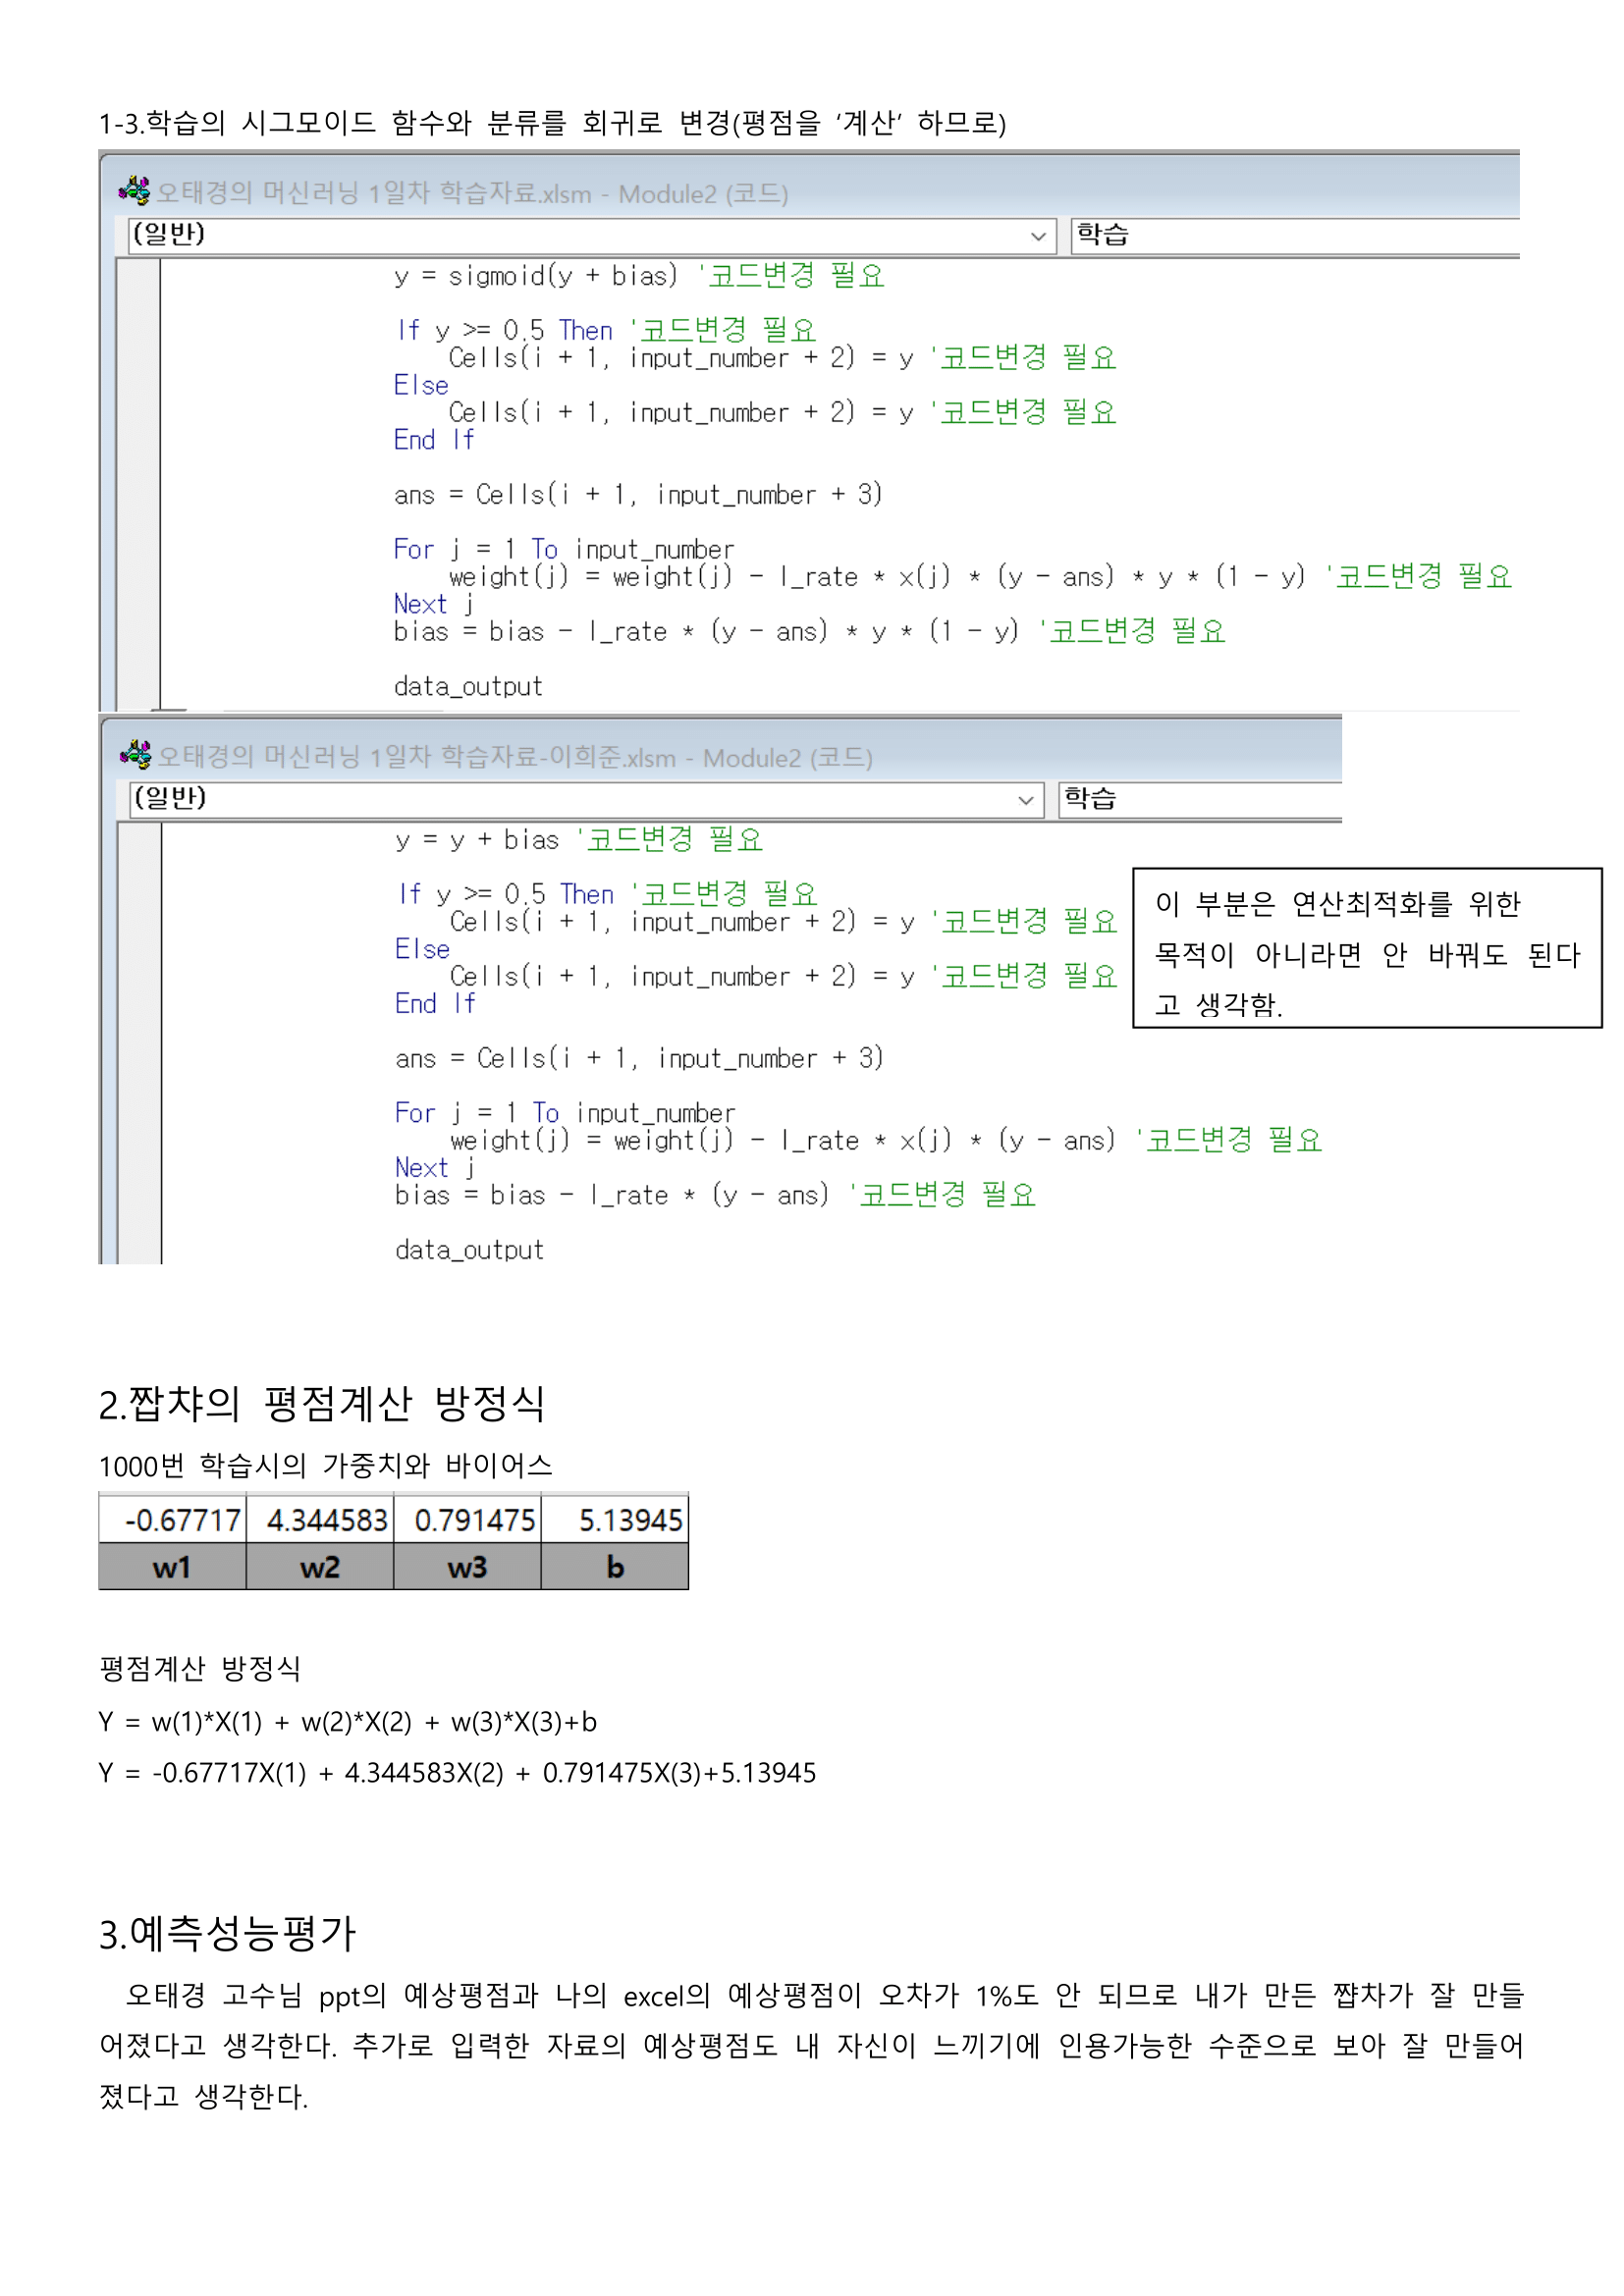 1-3.학습의 시그모이드 함수와 분류를 회귀로 변경(평점을 ‘계산’ 하므로)
오태경의 머신러닝 1일차 학습자료.xlsm - Module2 (코드)
(일반) 학습
y = sigmoid(y + bias) '코드변경 필요
If y >= 0.5 Then '코드변경 필요
Cells(i + 1, input_number + 2) = y '코드변경 필요
Else
Cells(i + 1, input_number + 2) = y '코드변경 필요
End If
ans = Cells(i + 1, input_number + 3)
For j = 1 To input_number
weight(j) = weight(j) - l_rate * x(j) * (y - ans) * y * (1 - y) '코드변경 필요
Next j
bias = bias - l_rate * (y - ans) * y * (1 - y) '코드변경 필요
data_output
오태경의 머신러닝 1일차 학습자료-이희준.xlsm - Module2 (코드)
(일반) 학습
y = y + bias '코드변경 필요
If y >= 0.5 Then '코드변경 필요
Cells(i + 1, input_number + 2) = y '코드변경 필요
Else
Cells(i + 1, input_number + 2) = y '코드변경 필요
End If
이 부분은 연산최적화를 위한
목적이 아니라면 안 바꿔도 된다
고 생각함.
ans = Cells(i + 1, input_number + 3)
For j = 1 To input_number
weight(j) = weight(j) - l_rate * x(j) * (y - ans) '코드변경 필요
Next j
bias = bias - l_rate * (y - ans) '코드변경 필요
data_output
2.짭챠의 평점계산 방정식
1000번 학습시의 가중치와 바이어스
-0.67717 4.344583 0.791475 5.13945
w1 w2 w3 b
평점계산 방정식
Y = w(1)*X(1) + w(2)*X(2) + w(3)*X(3)+b
Y = -0.67717X(1) + 4.344583X(2) + 0.791475X(3)+5.13945
3.예측성능평가
오태경 고수님 ppt의 예상평점과 나의 excel의 예상평점이 오차가 1%도 안 되므로 내가 만든 쨥차가 잘 만들
어졌다고 생각한다. 추가로 입력한 자료의 예상평점도 내 자신이 느끼기에 인용가능한 수준으로 보아 잘 만들어
졌다고 생각한다.